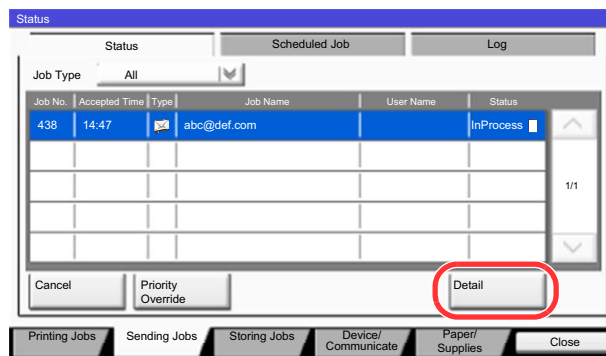 Status
Status Scheduled Job Log
Job Type All
Job No. Accepted Time Type Job Name User Name Status
438 14:47 abc@def.com InProcess
1/1
Cancel Priority Override Detail
Printing Jobs Sending Jobs Storing Jobs Device/ Communicate Paper/ Supplies Close